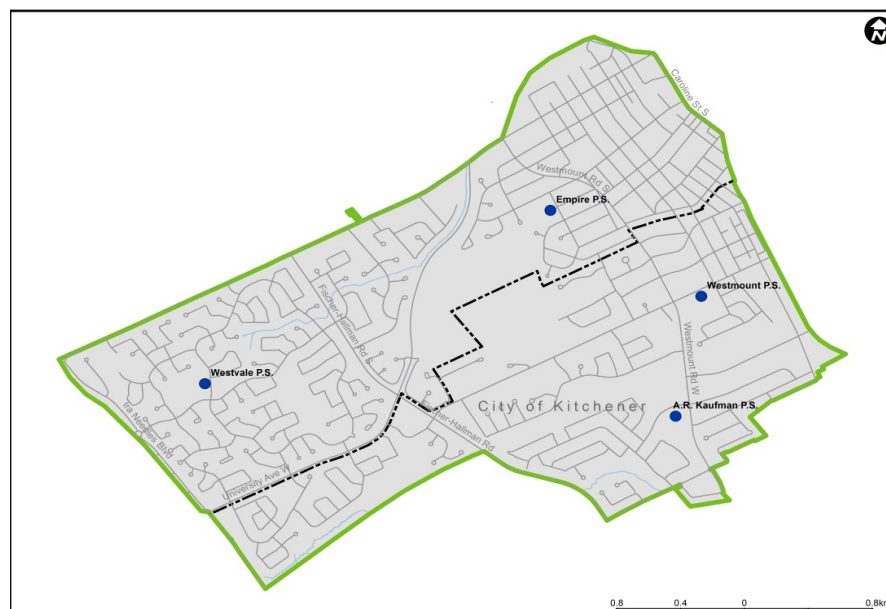 N
Caroline St S
Westmount Rd S
Empire P.S.
Westmount P.S.
Fischer-Hallman Rd S
Westvale P.S.
Westmount Rd W
City of Kitchener
A.R. Kaufman P.S.
Ira Needles Blvd
Fischer-Hallman Rd
University Ave W
0.8 0.4 0 0.8km